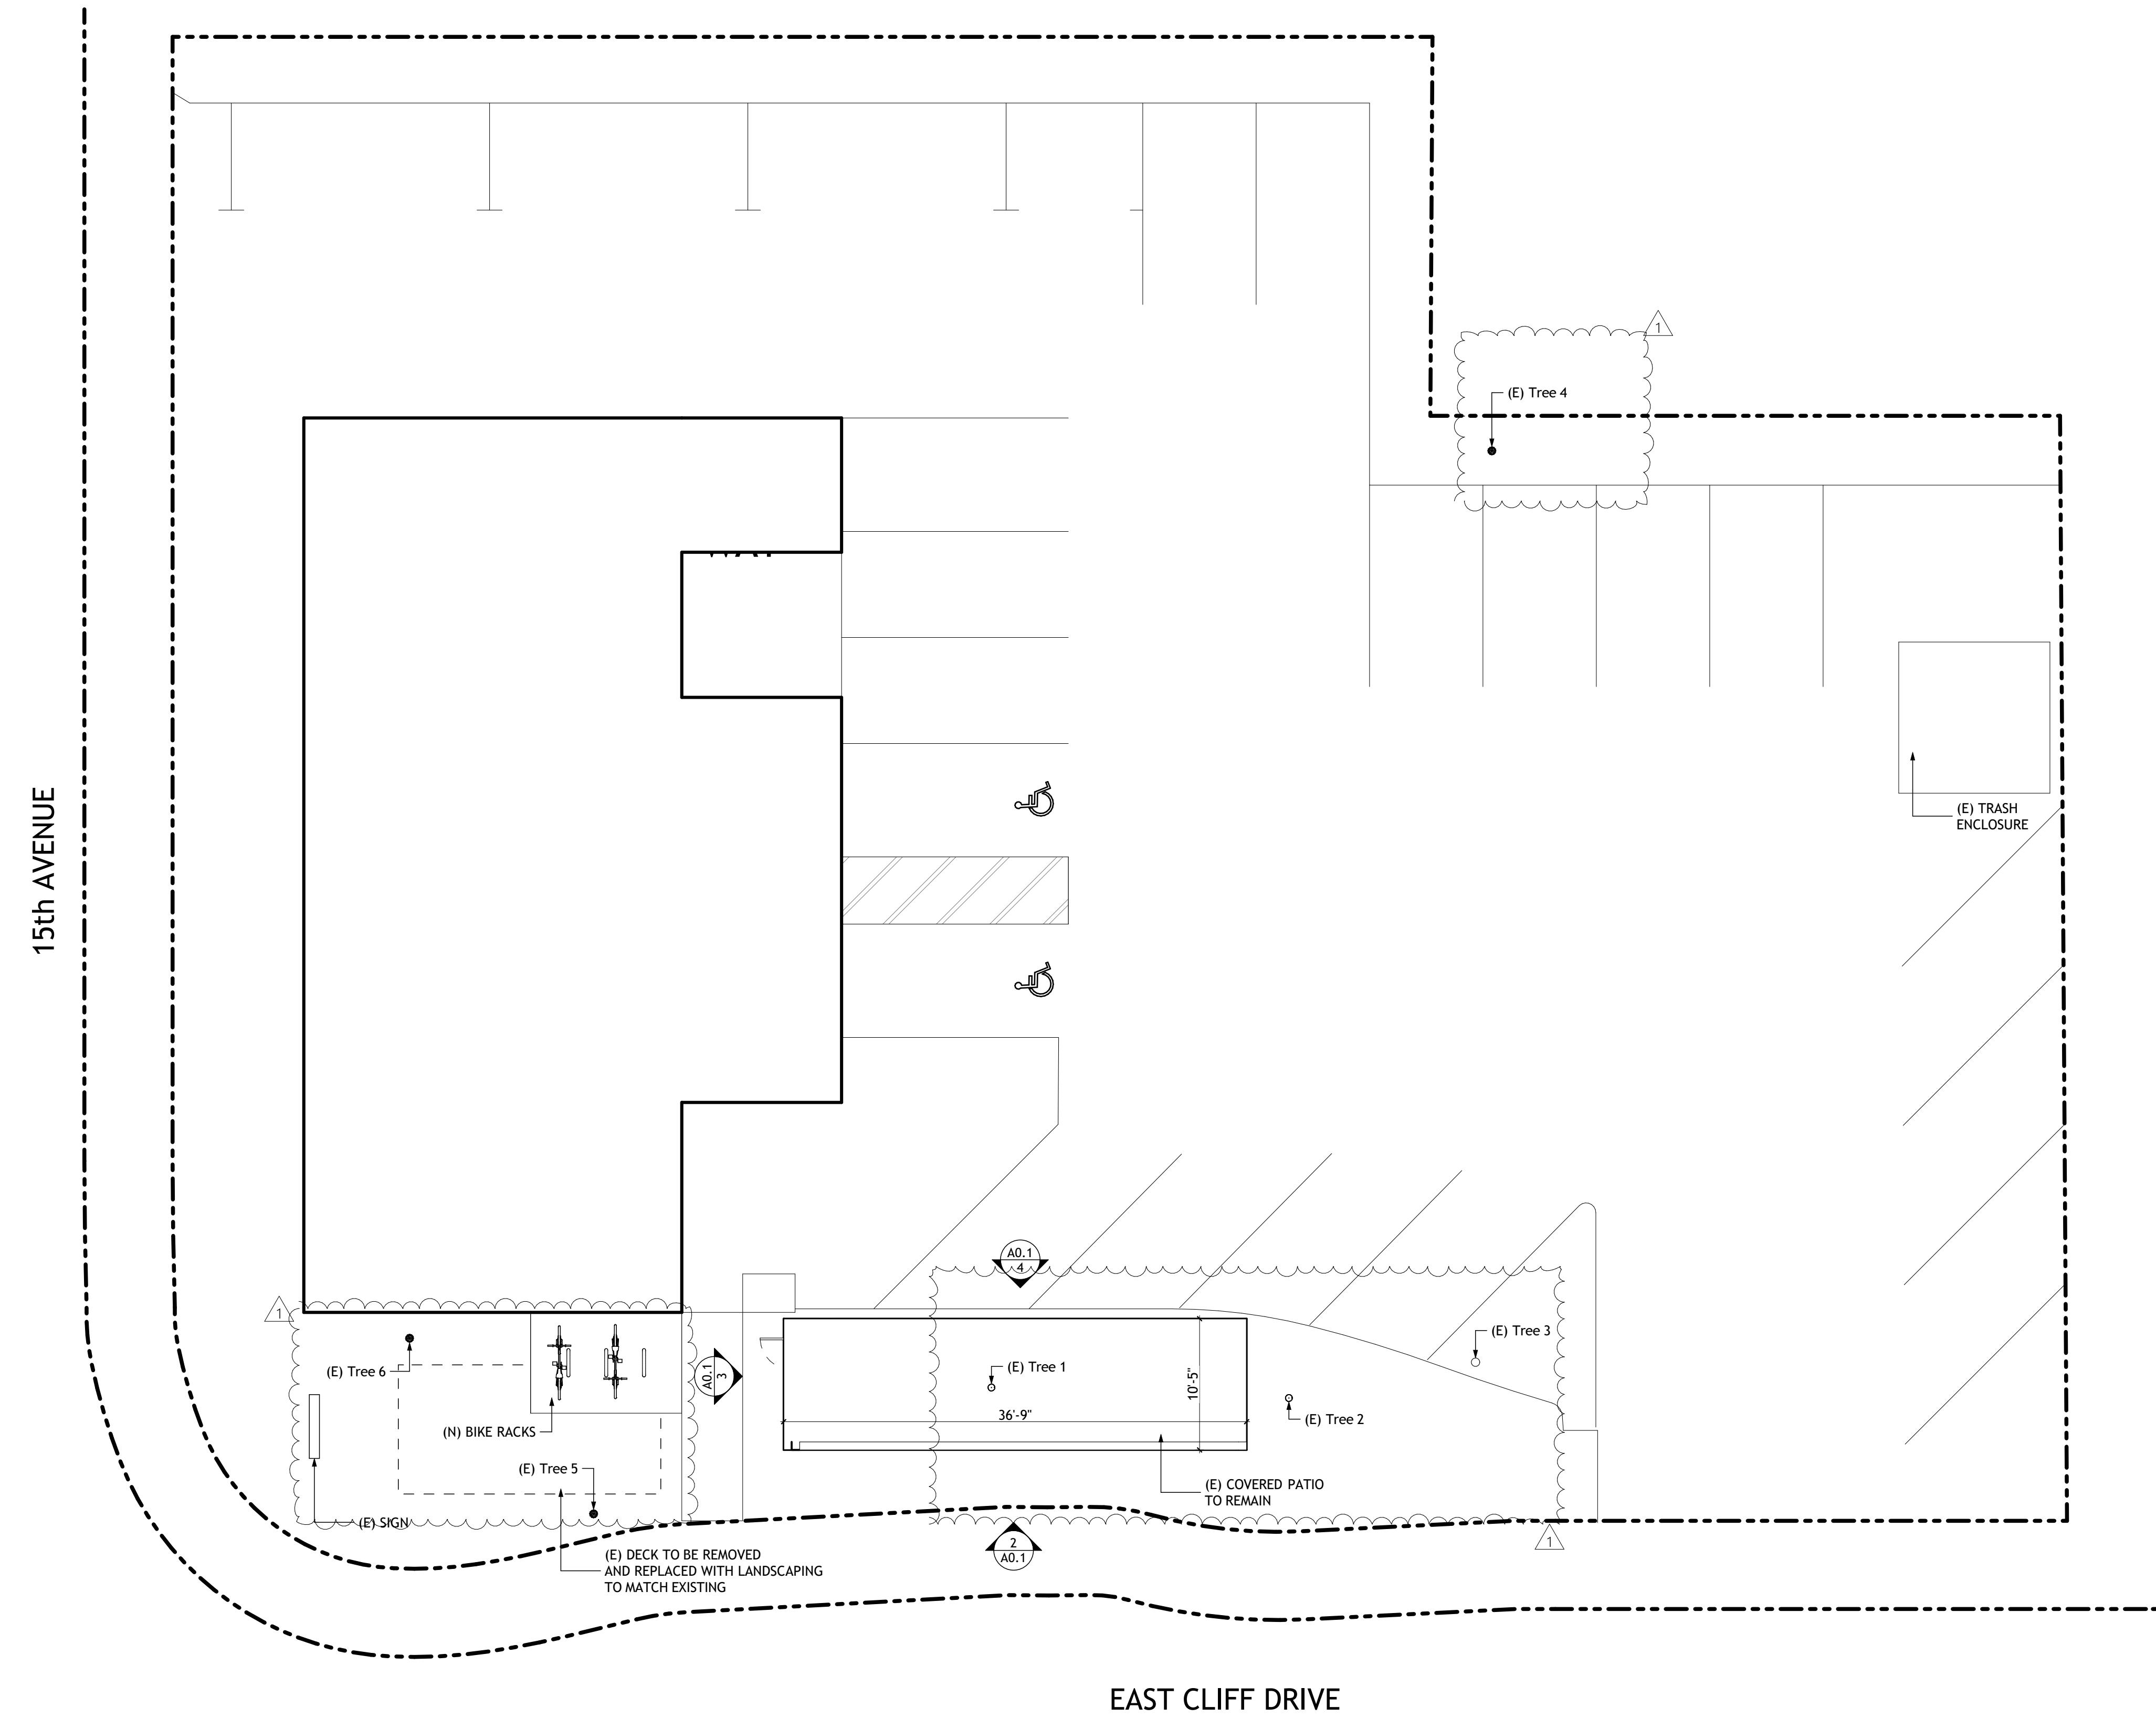 1
(E) Tree 4
15th AVENUE
(E) TRASH
ENCLOSURE
A0.1
4
1
(E) Tree 3
(E) Tree 1
(E) Tree 6
A0.1
3
10'-5"
36'-9"
(E) Tree 2
(N) BIKE RACKS
(E) Tree 5
(E) COVERED PATIO
TO REMAIN
(E) SIGN
2
A0.1
1
(E) DECK TO BE REMOVED
AND REPLACED WITH LANDSCAPING
TO MATCH EXISTING
EAST CLIFF DRIVE